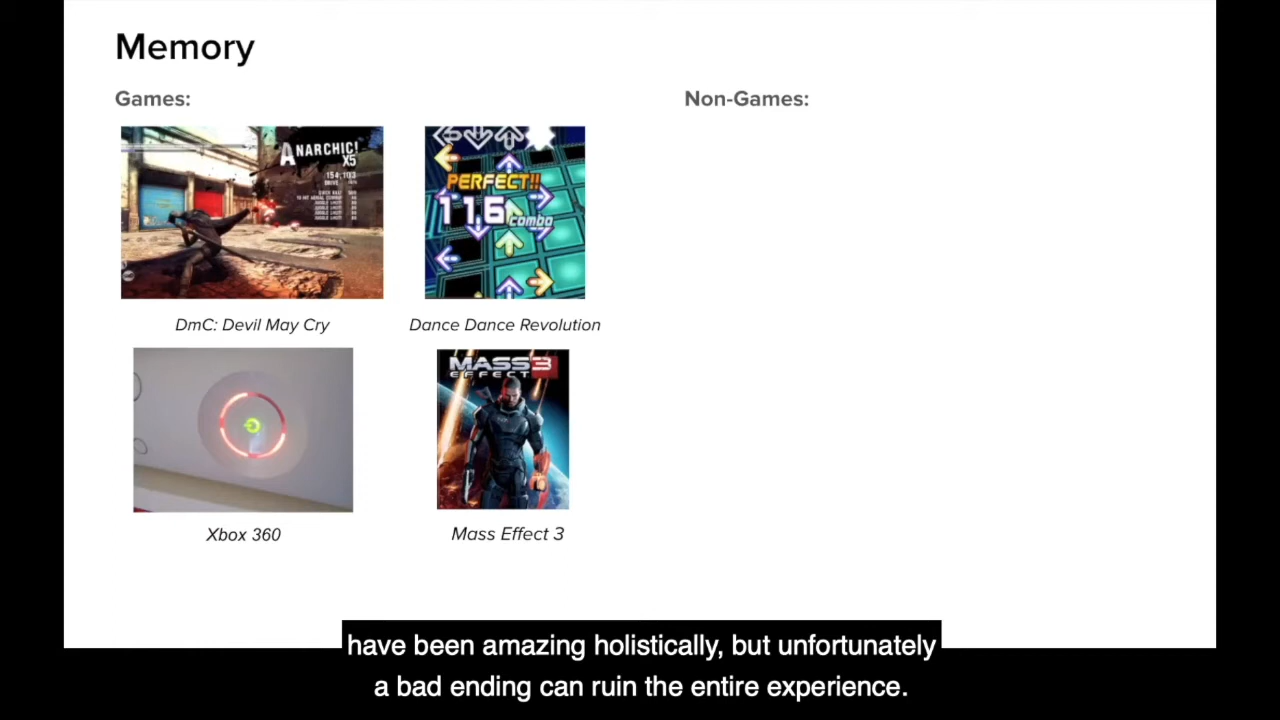 Memory
Games:
Non-Games:
ANARCHIC!
X5
PERFECT!!
116 combo
DmC: Devil May Cry
Dance Dance Revolution
MASS 3
EFFECT
Xbox 360
Mass Effect 3
have been amazing holistically, but unfortunately
a bad ending can ruin the entire experience.